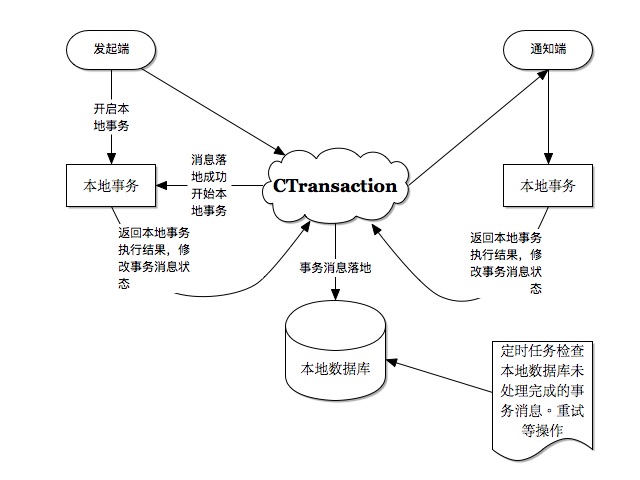 发起端
通知端
开启本
地事务
消息落
地成功
开始本
地事务
本地事务
CTransaction
本地事务
返回本地事务
执行结果，修
改事务消息状
态
返回本地事务
执行结果，修
改事务消息状
态
事务消息落地
本地数据库
定时任务检查
本地数据库未
处理完成的事
务消息。重试
等操作